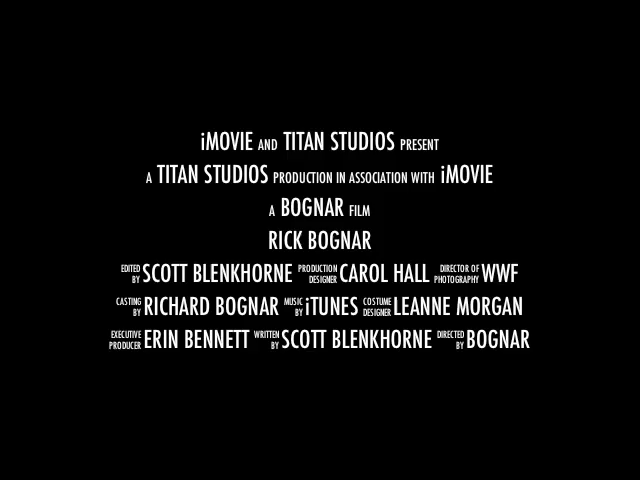 iMOVIE AND TITAN STUDIOS PRESENT
A TITAN STUDIOS PRODUCTION IN ASSOCIATION WITH iMOVIE
A BOGNAR FILM
RICK BOGNAR
EDITED BY SCOTT BLENKHORNE PRODUCTION DESIGNER CAROL HALL DIRECTOR OF PHOTOGRAPHY WWF
CASTING BY RICHARD BOGNAR MUSIC BY iTUNES COSTUME DESIGNER LEANNE MORGAN
EXECUTIVE PRODUCER ERIN BENNETT WRITTEN BY SCOTT BLENKHORNE DIRECTED BY BOGNAR